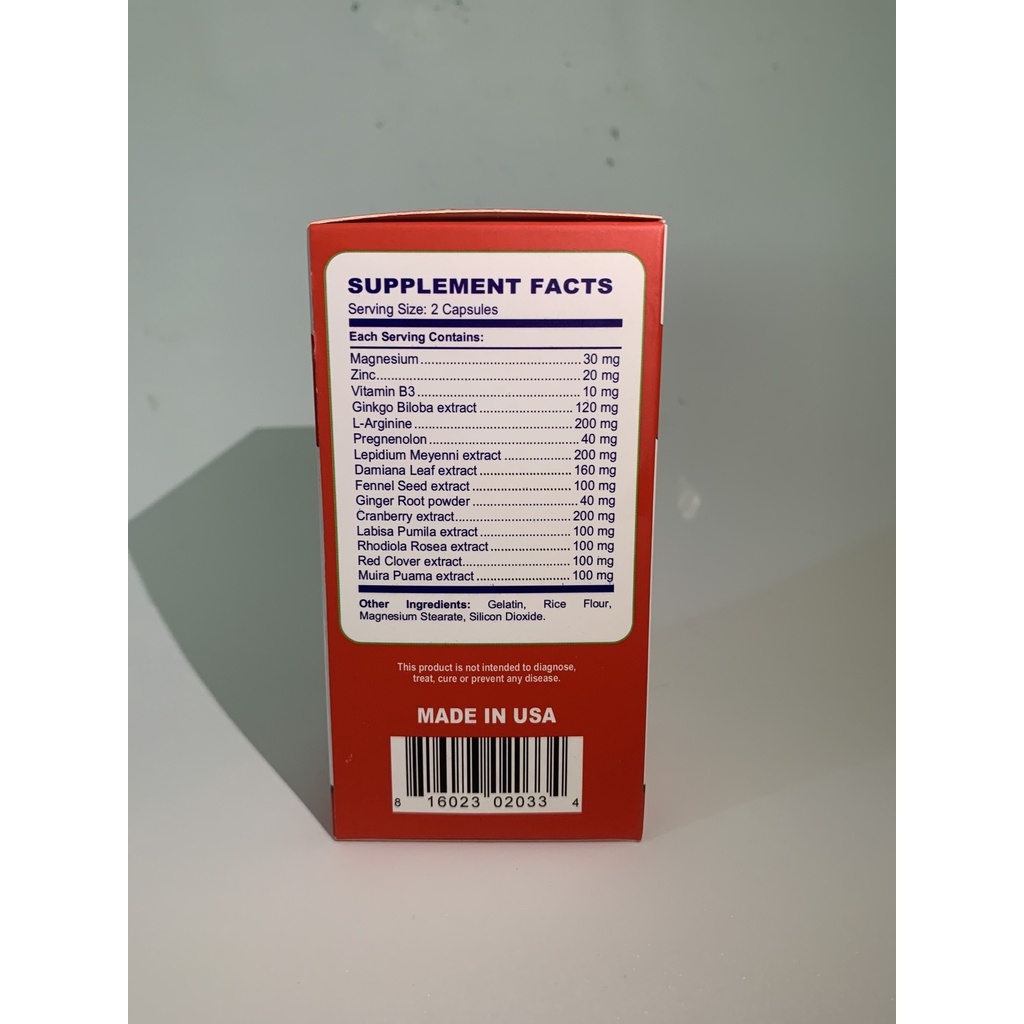 SUPPLEMENT FACTS
Serving Size: 2 Capsules
Each Serving Contains:
Magnesium.......................................30 mg
Zinc..................................................20 mg
Vitamin B3........................................10 mg
Ginkgo Biloba extract......................120 mg
L-Arginine.......................................200 mg
Pregnenolon.....................................40 mg
Lepidium Meyenni extract................200 mg
Damiana Leaf extract......................160 mg
Fennel Seed extract........................100 mg
Ginger Root powder..........................40 mg
Cranberry extract............................200 mg
Labisa Pumila extract......................100 mg
Rhodiola Rosea extract....................100 mg
Red Clover extract..........................100 mg
Muira Puama extract.......................100 mg
Other Ingredients: Gelatin, Rice Flour,
Magnesium Stearate, Silicon Dioxide.
This product is not intended to diagnose,
treat, cure or prevent any disease.
MADE IN USA
8 16023 02033 4